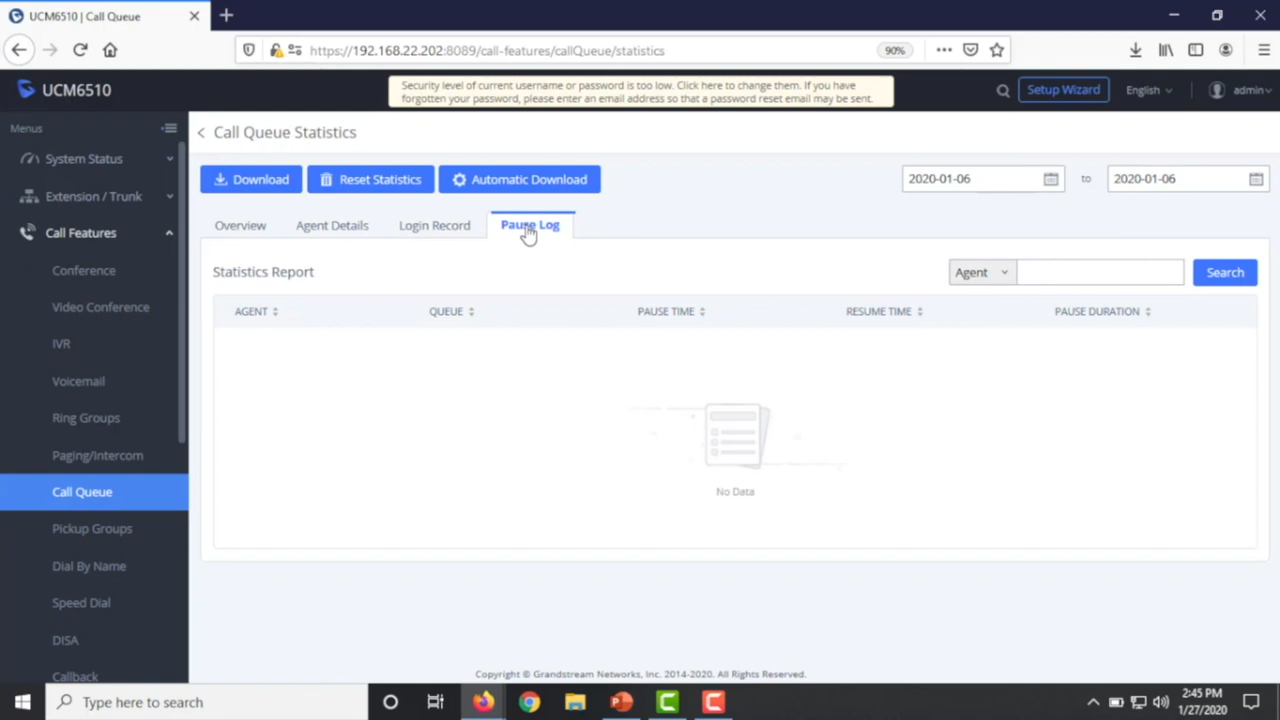 UCM6510 | Call Queue
https://192.168.22.202:8089/call-features/callQueue/statistics
90%
UCM6510
Security level of current username or password is too low. Click here to change them. If you have
forgotten your password, please enter an email address so that a password reset email may be sent.
Setup Wizard
English
admin
Menus
System Status
Extension / Trunk
Call Features
Conference
Video Conference
IVR
Voicemail
Ring Groups
Paging/Intercom
Call Queue
Pickup Groups
Dial By Name
Speed Dial
DISA
Callback
Call Queue Statistics
Download
Reset Statistics
Automatic Download
2020-01-06
to
2020-01-06
Overview
Agent Details
Login Record
Pause Log
Statistics Report
Agent
Search
AGENT
QUEUE
PAUSE TIME
RESUME TIME
PAUSE DURATION
No Data
Copyright © Grandstream Networks, Inc. 2014-2020. All Rights Reserved.
Type here to search
2:45 PM
1/27/2020